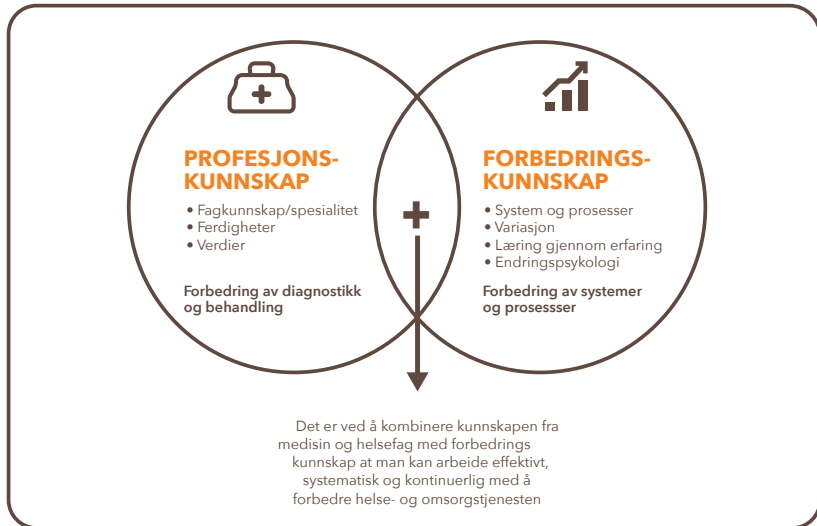 PROFESJONS-
KUNNSKAP
• Fagkunnskap/spesialitet
• Ferdigheter
• Verdier
Forbedring av diagnostikk
og behandling
+
FORBEDRINGS-
KUNNSKAP
• System og prosesser
• Variasjon
• Læring gjennom erfaring
• Endringspsykologi
Forbedring av systemer
og prosessser
Det er ved å kombinere kunnskapen fra
medisin og helsefag med forbedrings
kunnskap at man kan arbeide effektivt,
systematisk og kontinuerlig med å
forbedre helse- og omsorgstjenesten